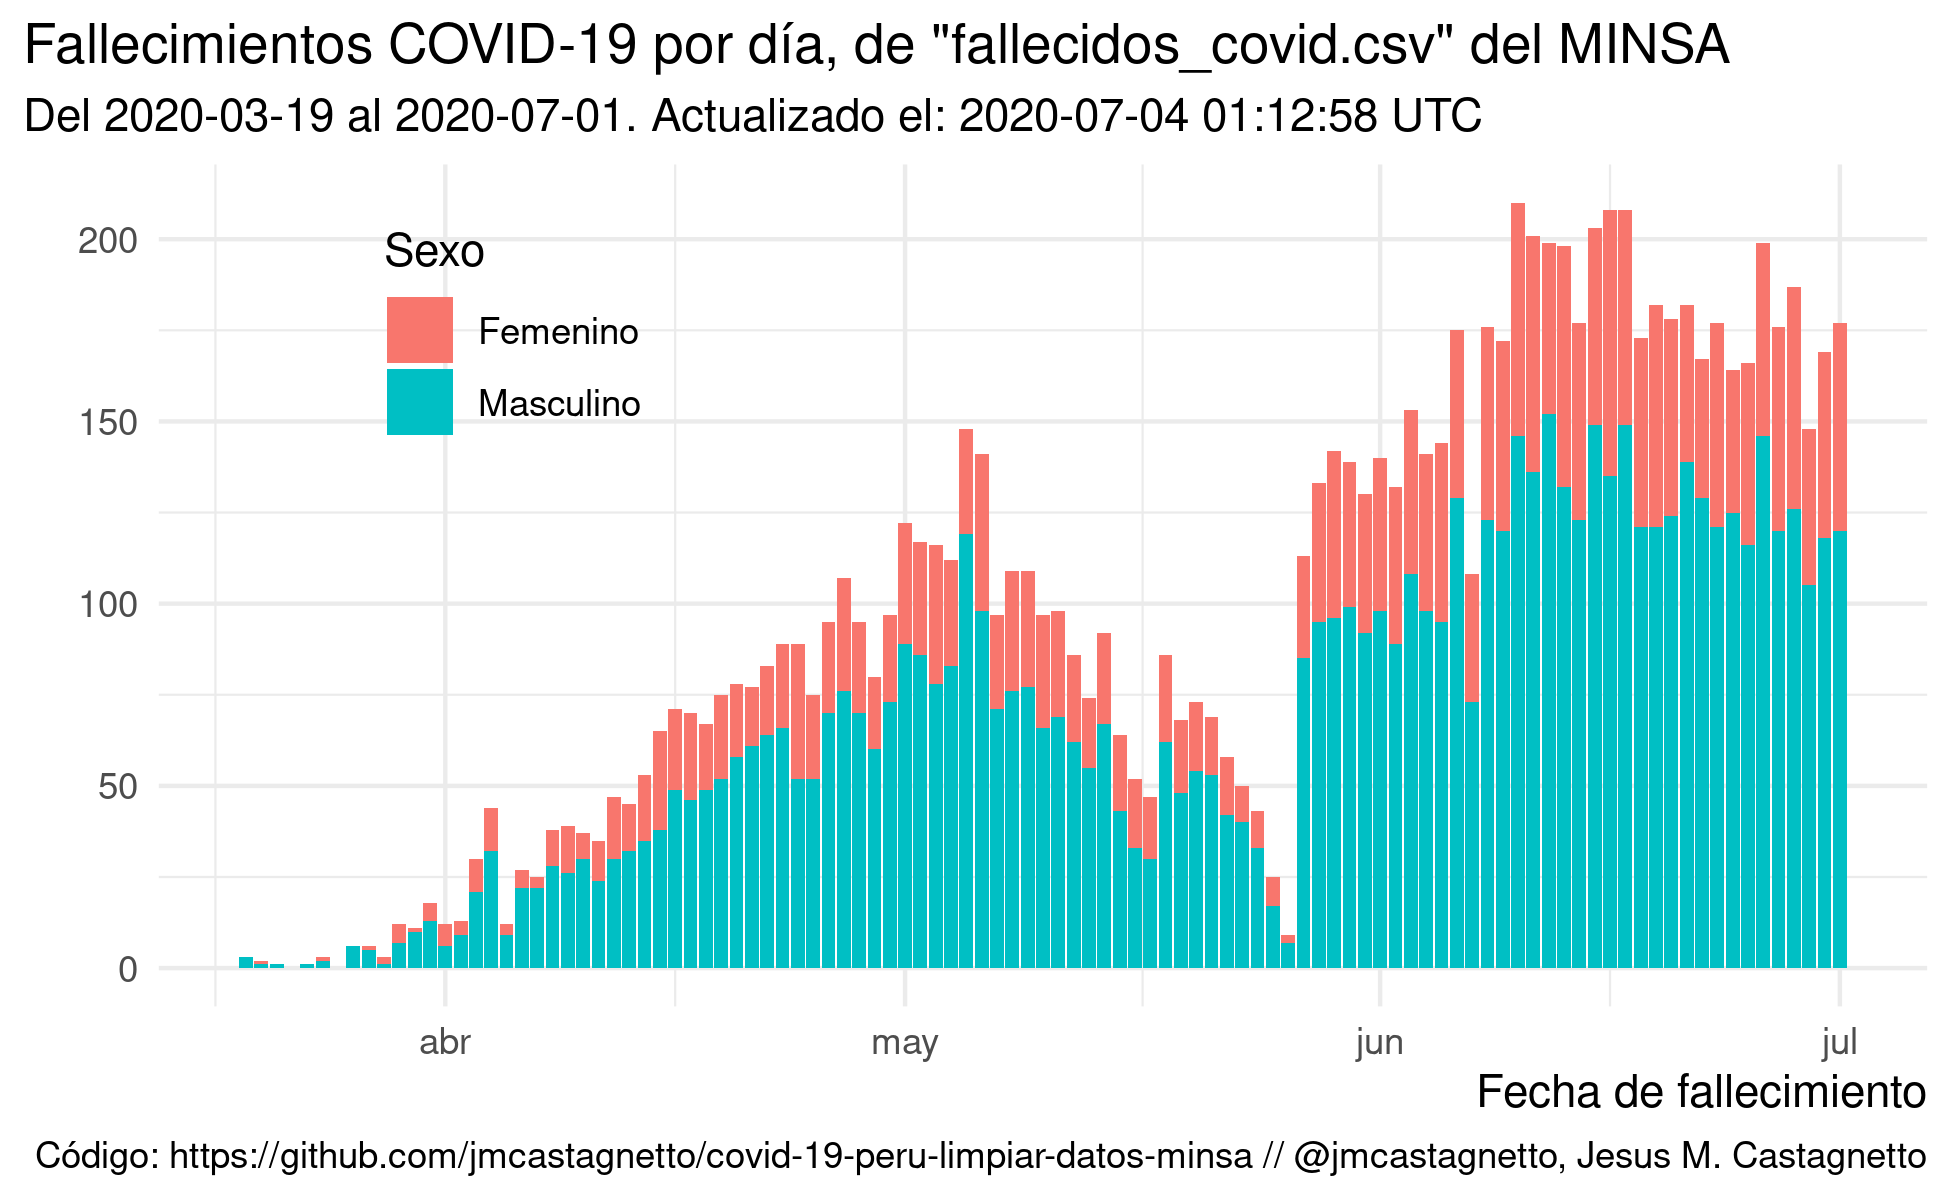 Fallecimientos COVID-19 por día, de "fallecidos_covid.csv" del MINSA
Del 2020-03-19 al 2020-07-01. Actualizado el: 2020-07-04 01:12:58 UTC
Sexo
Femenino
Masculino
200
150
100
50
0
abr may jun jul
Fecha de fallecimiento
Código: https://github.com/jmcastagnetto/covid-19-peru-limpiar-datos-minsa // @jmcastagnetto, Jesus M. Castagnetto